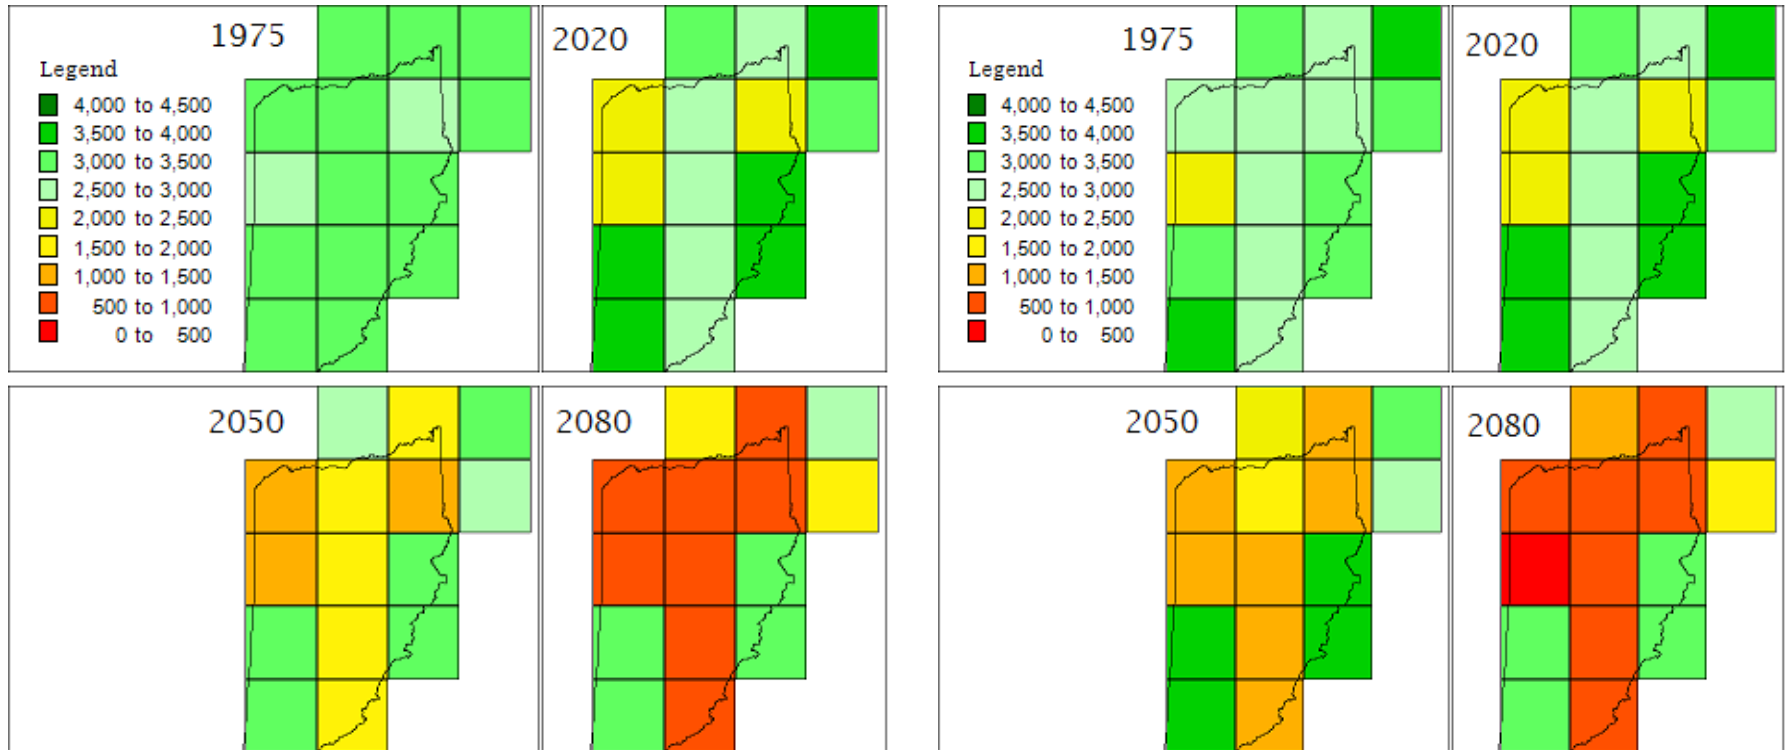 1975
Legend
4,000 to 4,500
3,500 to 4,000
3,000 to 3,500
2,500 to 3,000
2,000 to 2,500
1,500 to 2,000
1,000 to 1,500
500 to 1,000
0 to 500
2020
1975
Legend
4,000 to 4,500
3,500 to 4,000
3,000 to 3,500
2,500 to 3,000
2,000 to 2,500
1,500 to 2,000
1,000 to 1,500
500 to 1,000
0 to 500
2020
2050
2080
2050
2080